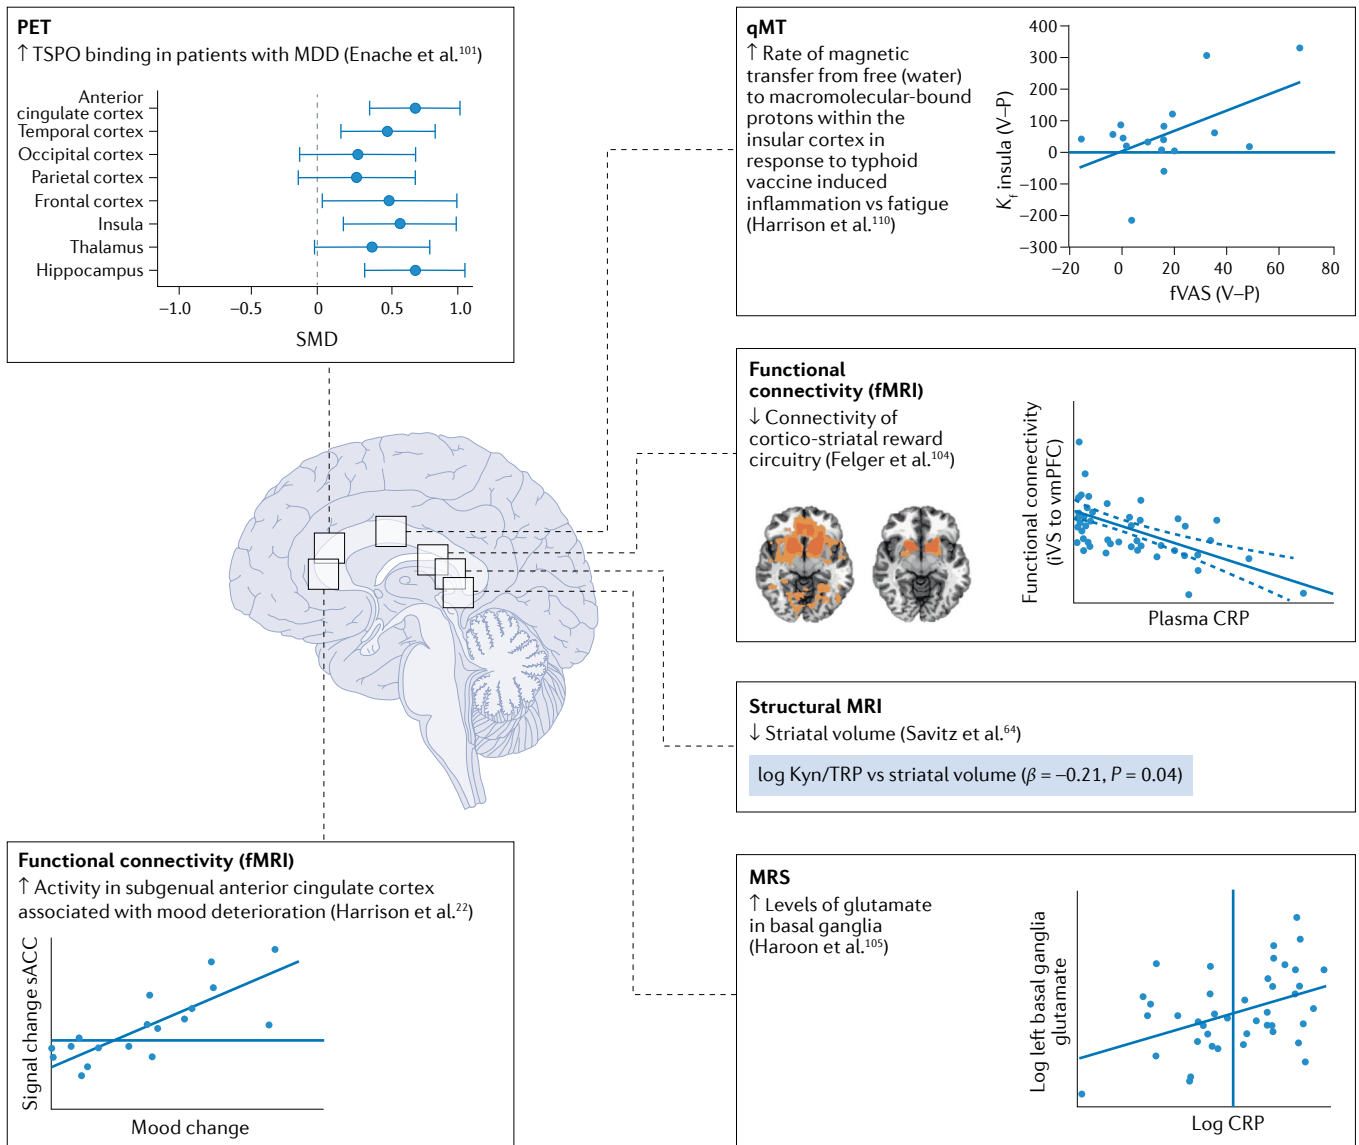 PET
↑ TSPO binding in patients with MDD (Enache et al.101)
Anterior
cingulate cortex
Temporal cortex
Occipital cortex
Parietal cortex
Frontal cortex
Insula
Thalamus
Hippocampus
−1.0 −0.5 0 0.5 1.0
SMD
qMT
↑ Rate of magnetic
transfer from free (water)
to macromolecular-bound
protons within the
insular cortex in
response to typhoid
vaccine induced
inflammation vs fatigue
(Harrison et al.110)
Kf insula (V–P)
400
300
200
100
0
−100
−200
−300
−20 0 20 40 60 80
fVAS (V–P)
Functional
connectivity (fMRI)
↓ Connectivity of
cortico-striatal reward
circuitry (Felger et al.104)
Functional connectivity
(iVS to vmPFC)
Plasma CRP
Structural MRI
↓ Striatal volume (Savitz et al.64)
log Kyn/TRP vs striatal volume (β = −0.21, P = 0.04)
Functional connectivity (fMRI)
↑ Activity in subgenual anterior cingulate cortex
associated with mood deterioration (Harrison et al.22)
Signal change sACC
Mood change
MRS
↑ Levels of glutamate
in basal ganglia
(Haroon et al.105)
Log left basal ganglia
glutamate
Log CRP